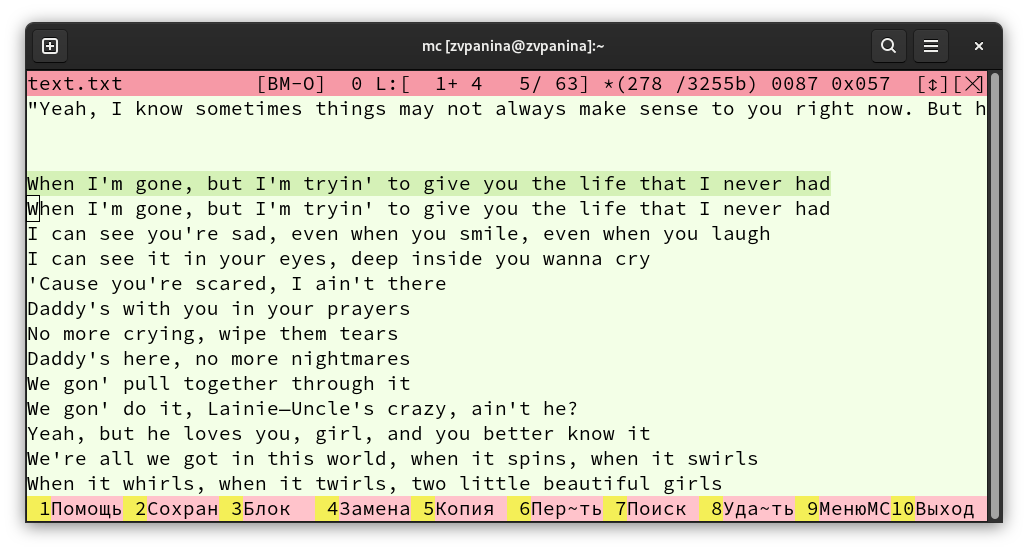 mc [zvpanina@zvpanina]:~
text.txt [BM-O] 0 L:[ 1+ 4 5/ 63] *(278 /3255b) 0087 0x057 [↕][X]
"Yeah, I know sometimes things may not always make sense to you right now. But h
When I'm gone, but I'm tryin' to give you the life that I never had
When I'm gone, but I'm tryin' to give you the life that I never had
I can see you're sad, even when you smile, even when you laugh
I can see it in your eyes, deep inside you wanna cry
'Cause you're scared, I ain't there
Daddy's with you in your prayers
No more crying, wipe them tears
Daddy's here, no more nightmares
We gon' pull together through it
We gon' do it, Lainie—Uncle's crazy, ain't he?
Yeah, but he loves you, girl, and you better know it
We're all we got in this world, when it spins, when it swirls
When it whirls, when it twirls, two little beautiful girls
1Помощь 2Сохран 3Блок 4Замена 5Копия 6Пер~ть 7Поиск 8Уда~ть 9МенюMC 10Выход